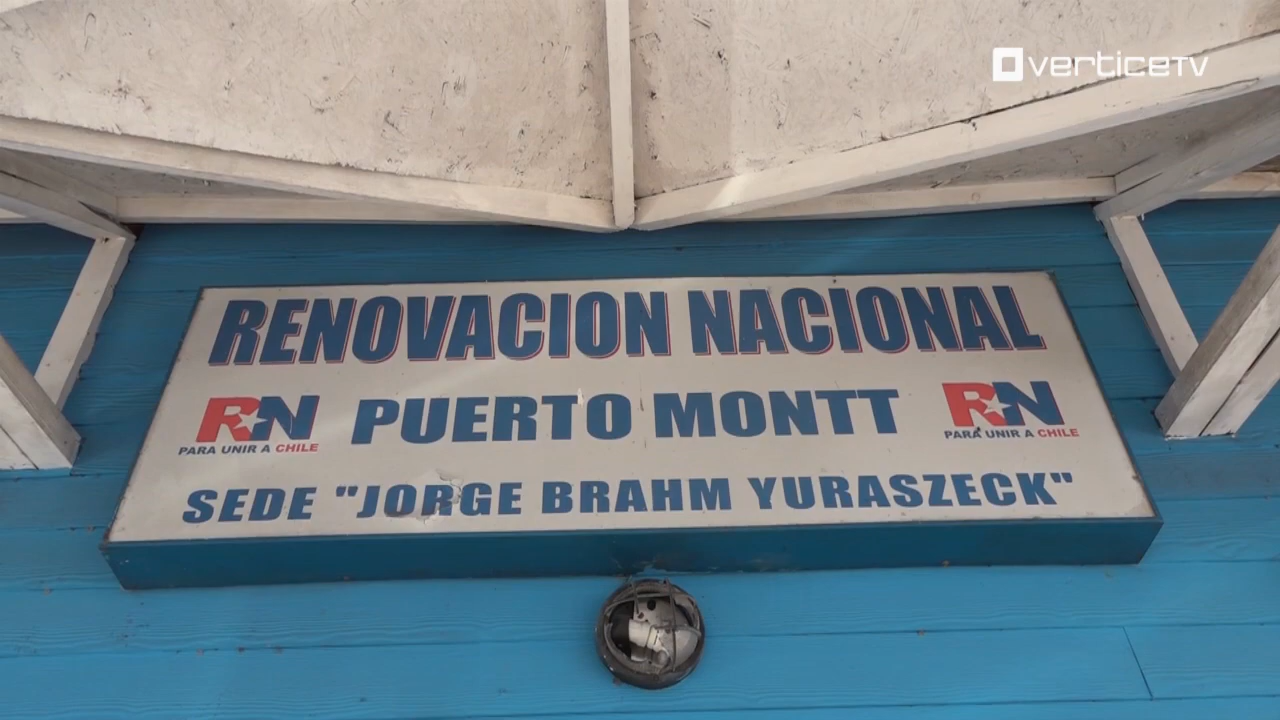 verticeTV
RENOVACION NACIONAL
RN PUERTO MONTT RN
PARA UNIR A CHILE PARA UNIR A CHILE
SEDE "JORGE BRAHM YURASZECK"